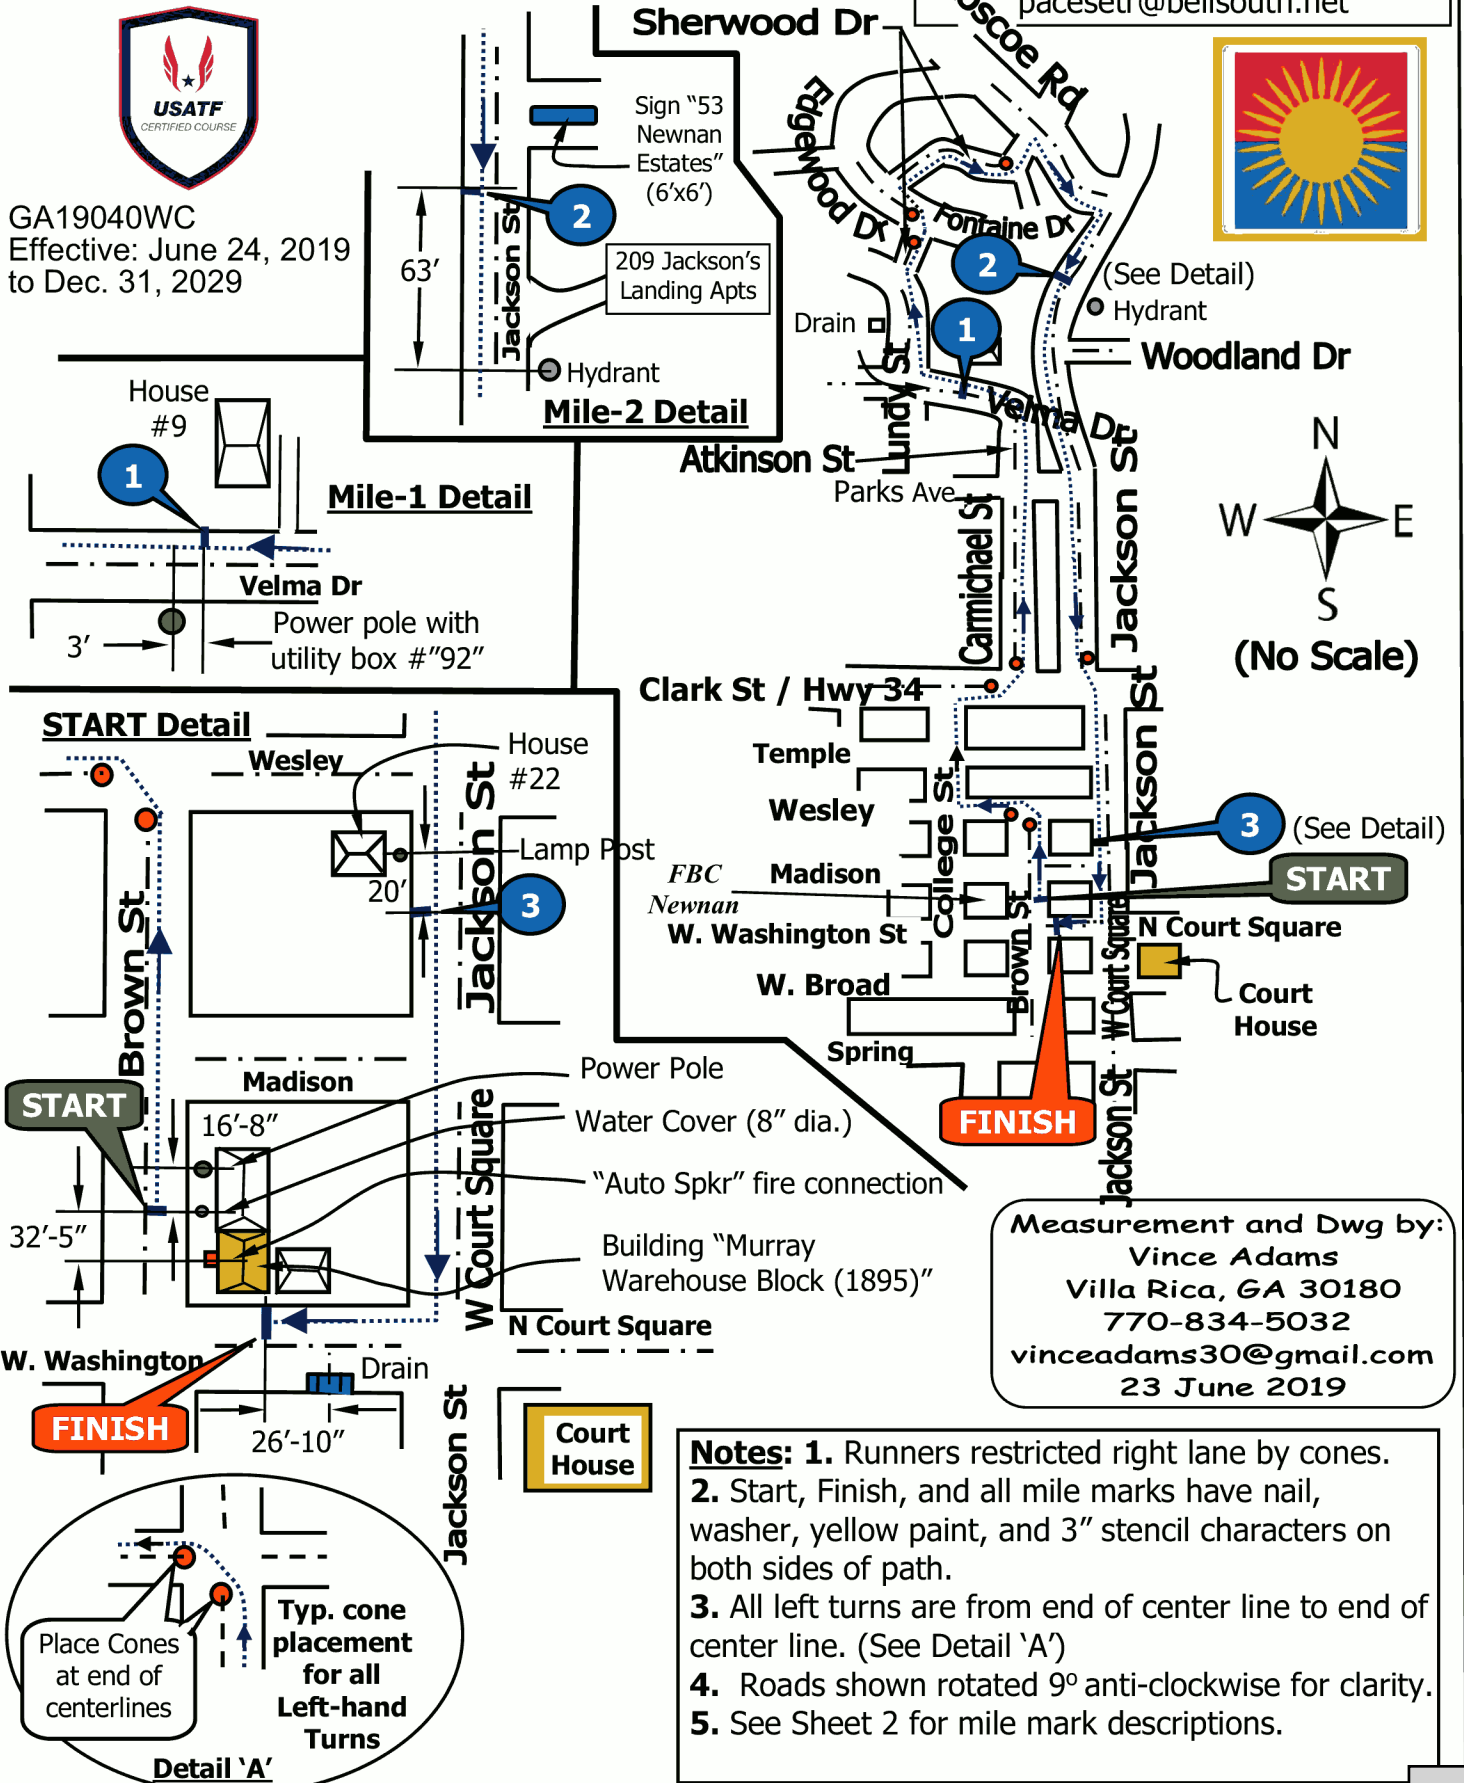 pacesetr@bellsouth.net
USATF
CERTIFIED COURSE
GA19040WC
Effective: June 24, 2019
to Dec. 31, 2029
Sherwood Dr
Roscoe Rd
Edgewood Dr
Fontaine Dr
2
(See Detail)
Hydrant
1
Drain
Woodland Dr
Lundy St
Velma Dr
Atkinson St
Parks Ave
Jackson St
Carmichael St
N
W
E
S
(No Scale)
Clark St / Hwy 34
Temple
Wesley
College St
Jackson St
3
(See Detail)
START
FBC
Newnan
Madison
W. Washington St
Brown St
W Court Square
N Court Square
W. Broad
Court
House
Spring
FINISH
Jackson St
Sign “53
Newnan
Estates”
(6’x6’)
2
63’
Jackson St
209 Jackson’s
Landing Apts
Hydrant
Mile-2 Detail
House
#9
1
Mile-1 Detail
Velma Dr
3’
Power pole with
utility box #”92”
START Detail
Wesley
House
#22
Jackson St
Lamp Post
20’
3
Brown St
Madison
START
16’-8”
Power Pole
Water Cover (8” dia.)
“Auto Spkr” fire connection
32’-5”
Building “Murray
Warehouse Block (1895)”
W Court Square
N Court Square
W. Washington
Drain
FINISH
26’-10”
Jackson St
Court
House
Place Cones
at end of
centerlines
Typ. cone
placement
for all
Left-hand
Turns
Detail ‘A’
Measurement and Dwg by:
Vince Adams
Villa Rica, GA 30180
770-834-5032
vinceadams30@gmail.com
23 June 2019
Notes: 1. Runners restricted right lane by cones.
2. Start, Finish, and all mile marks have nail,
washer, yellow paint, and 3” stencil characters on
both sides of path.
3. All left turns are from end of center line to end of
center line. (See Detail ‘A’)
4. Roads shown rotated 9º anti-clockwise for clarity.
5. See Sheet 2 for mile mark descriptions.